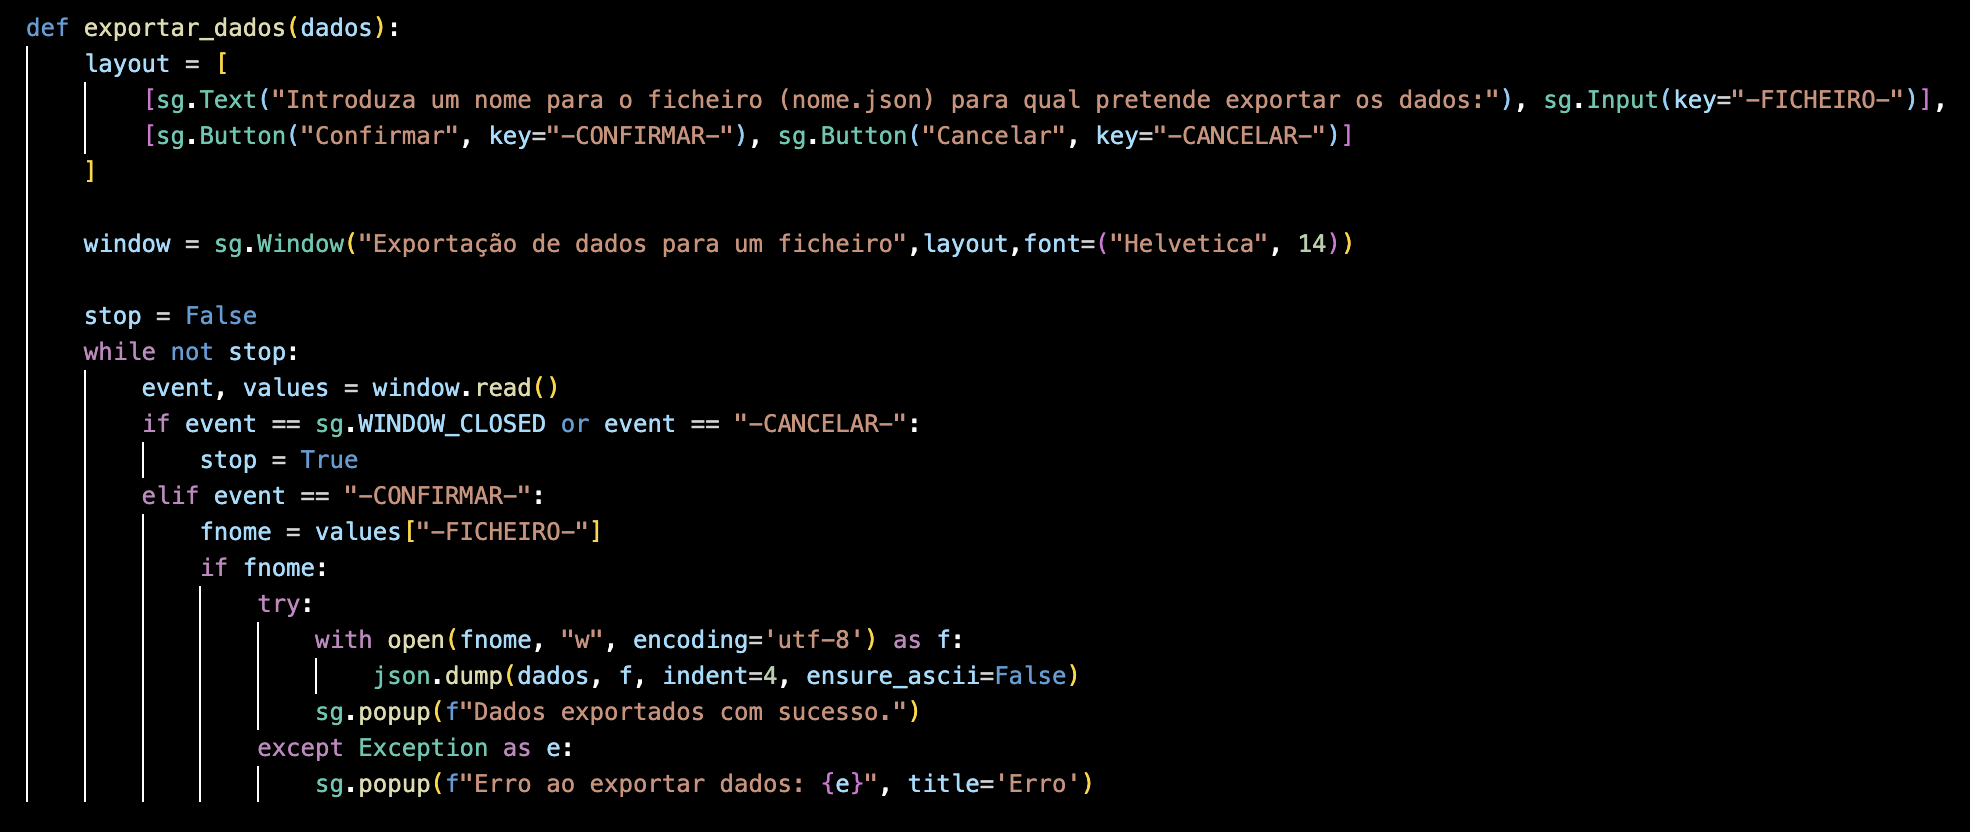 def exportar_dados(dados):
    layout = [
        [sg.Text("Introduza um nome para o ficheiro (nome.json) para qual pretende exportar os dados:"), sg.Input(key="-FICHEIRO-")],
        [sg.Button("Confirmar", key="-CONFIRMAR-"), sg.Button("Cancelar", key="-CANCELAR-")]
    ]
    window = sg.Window("Exportação de dados para um ficheiro",layout,font=("Helvetica", 14))
    stop = False
    while not stop:
        event, values = window.read()
        if event == sg.WINDOW_CLOSED or event == "-CANCELAR-":
            stop = True
        elif event == "-CONFIRMAR-":
            fnome = values["-FICHEIRO-"]
            if fnome:
                try:
                    with open(fnome, "w", encoding='utf-8') as f:
                        json.dump(dados, f, indent=4, ensure_ascii=False)
                    sg.popup(f"Dados exportados com sucesso.")
                except Exception as e:
                    sg.popup(f"Erro ao exportar dados: {e}", title='Erro')